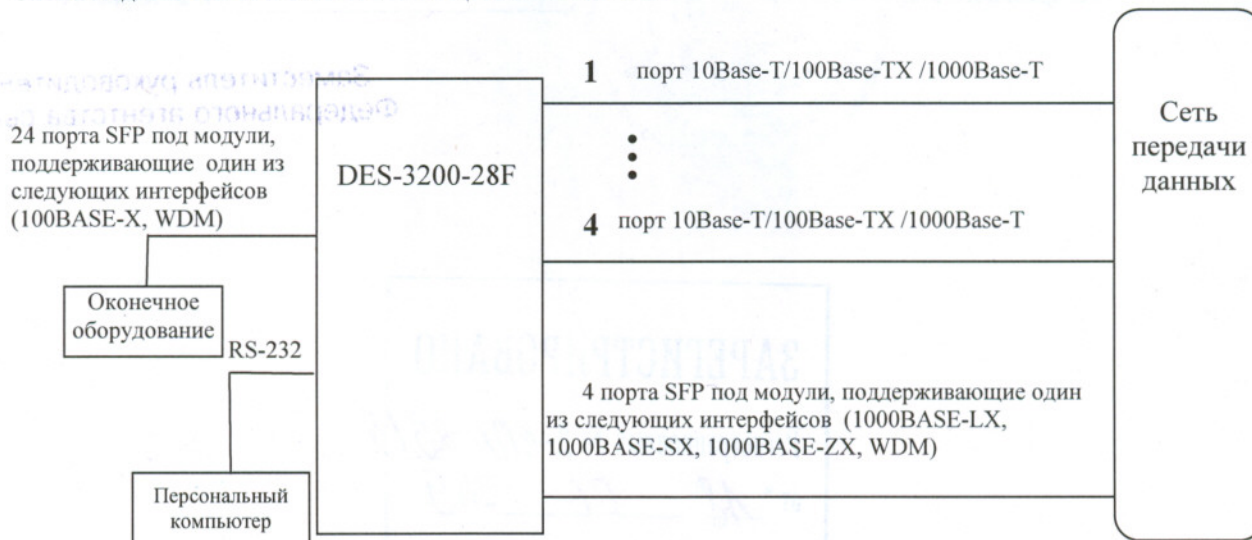 1 порт 10Base-T/100Base-TX /1000Base-T
Сеть
передачи
данных
24 порта SFP под модули,
поддерживающие один из
следующих интерфейсов
(100BASE-X, WDM)
DES-3200-28F
4 порт 10Base-T/100Base-TX /1000Base-T
Оконечное
оборудование
RS-232
4 порта SFP под модули, поддерживающие один
из следующих интерфейсов (1000BASE-LX,
1000BASE-SX, 1000BASE-ZX, WDM)
Персональный
компьютер
Заместитель
Федерального агентства
ЗАРЕГИСТРИРОВАНО